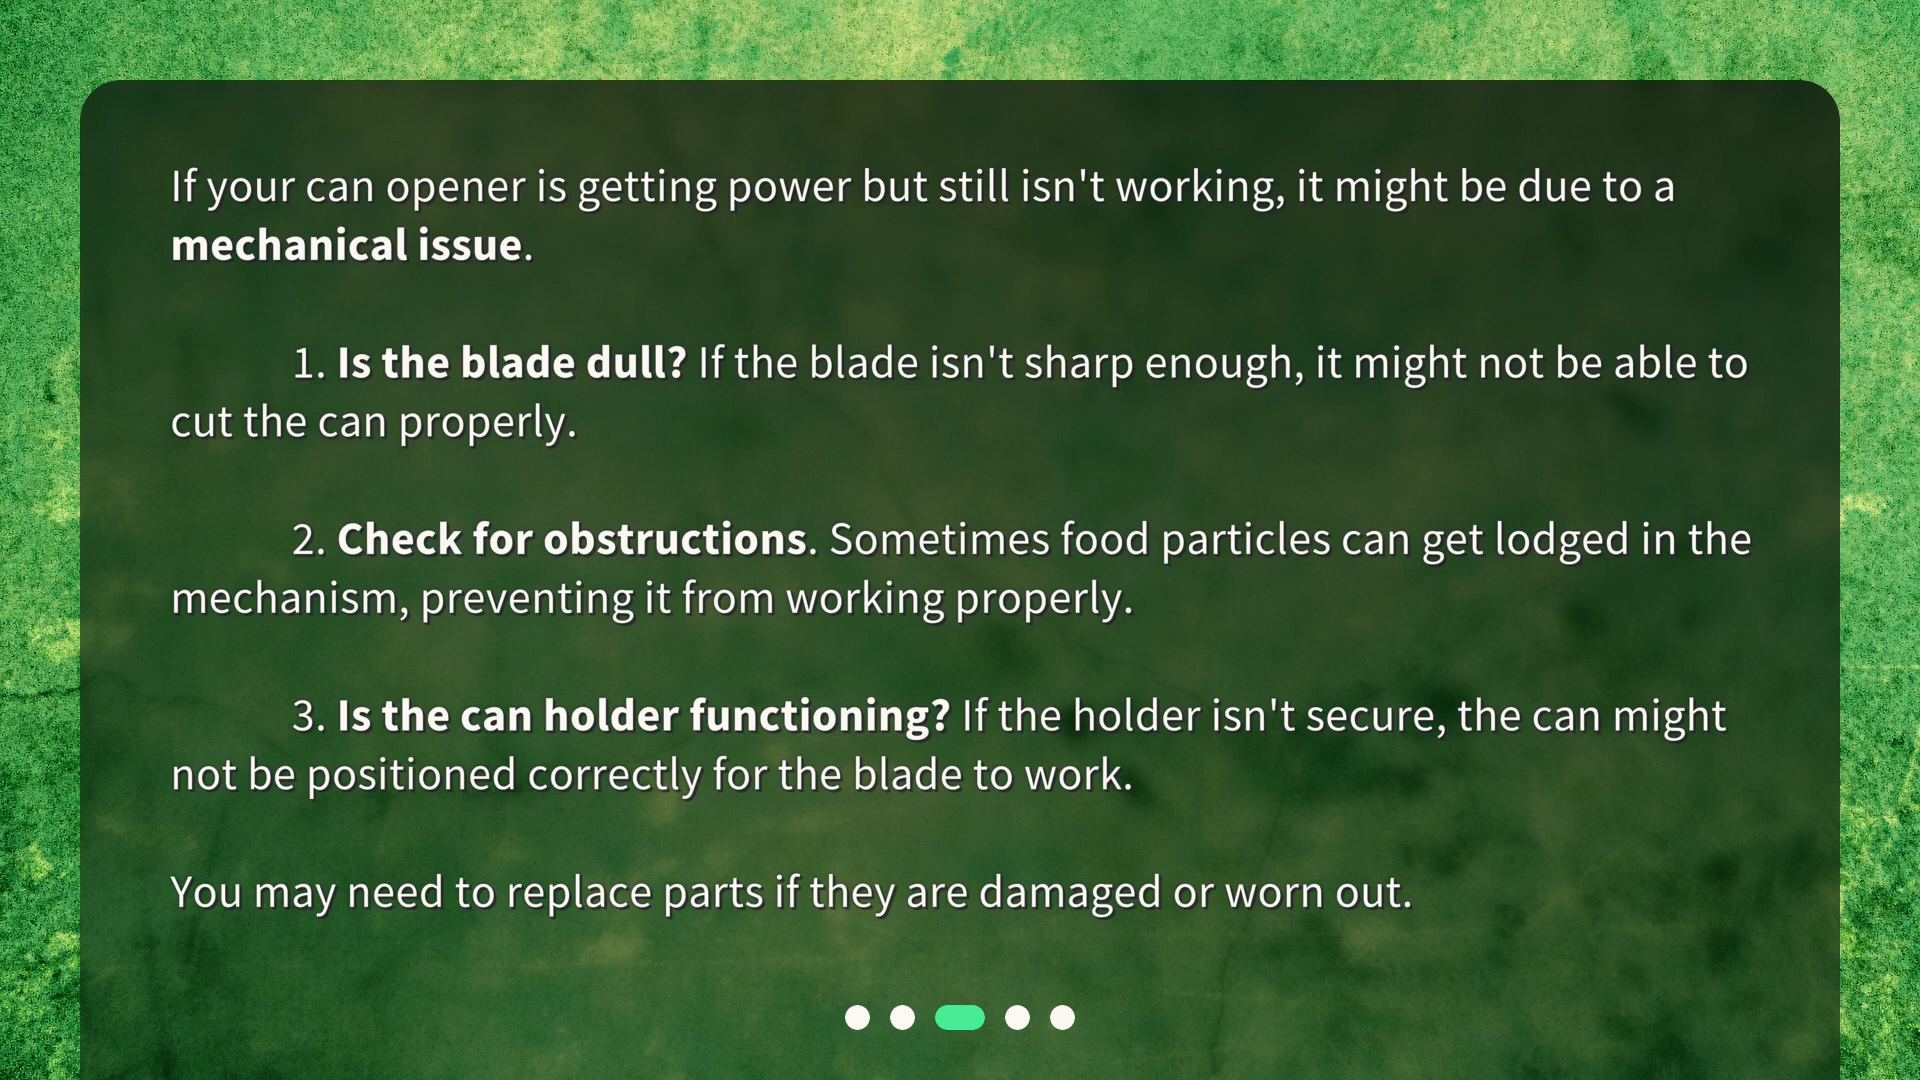 If your can opener is getting power but still isn't working, it might be due to a
mechanical issue.
1. Is the blade dull? If the blade isn't sharp enough, it might not be able to
cut the can properly.
2. Check for obstructions. Sometimes food particles can get lodged in the
mechanism, preventing it from working properly.
3. Is the can holder functioning? If the holder isn't secure, the can might
not be positioned correctly for the blade to work.
You may need to replace parts if they are damaged or worn out.